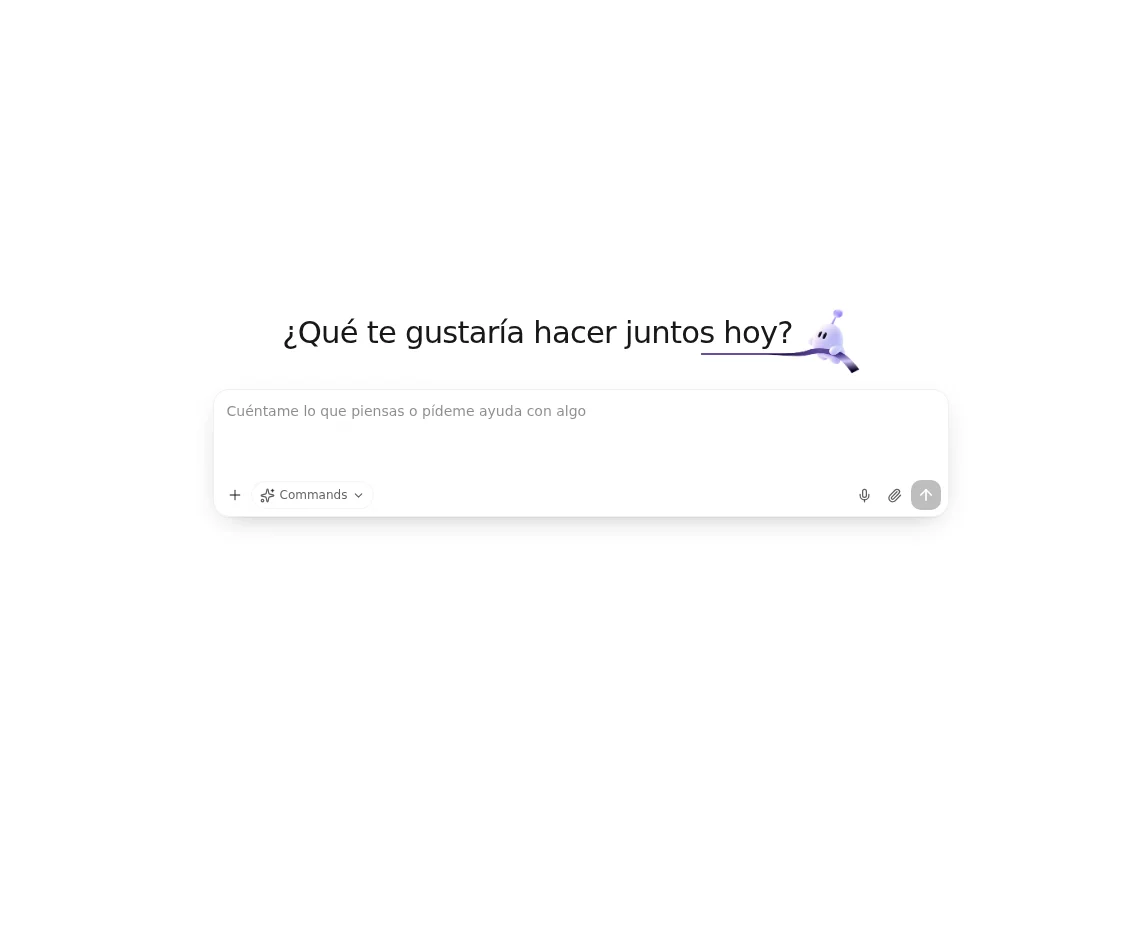 ¿Qué te gustaría hacer juntos hoy?
Cuéntame lo que piensas o pídeme ayuda con algo
Commands